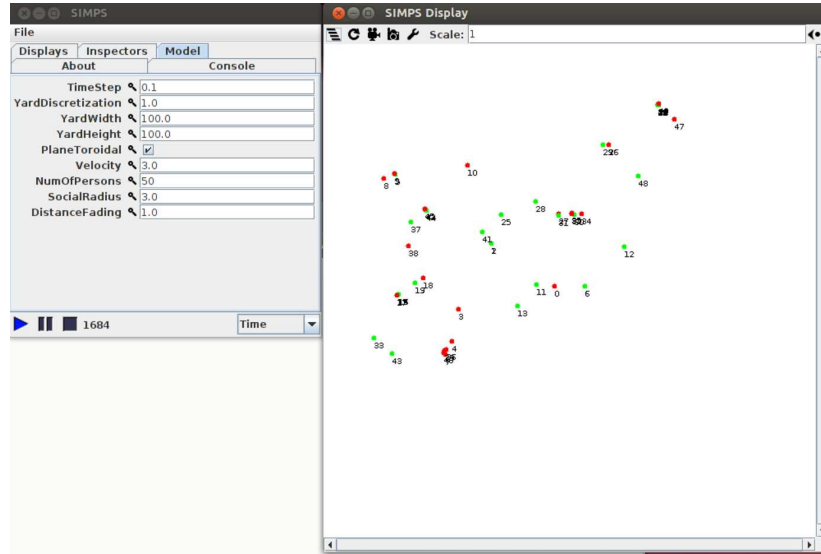 SIMPS
File
Displays Inspectors Model
About Console
TimeStep 0.1
YardDiscretization 1.0
YardWidth 100.0
YardHeight 100.0
PlaneToroidal
Velocity 3.0
NumOfPersons 50
SocialRadius 3.0
DistanceFading 1.0
1684 Time
SIMPS Display
Scale: 1
47
10
8
48
28
37
25
41
38
12
18
19
11
0
6
3
13
33
4
43